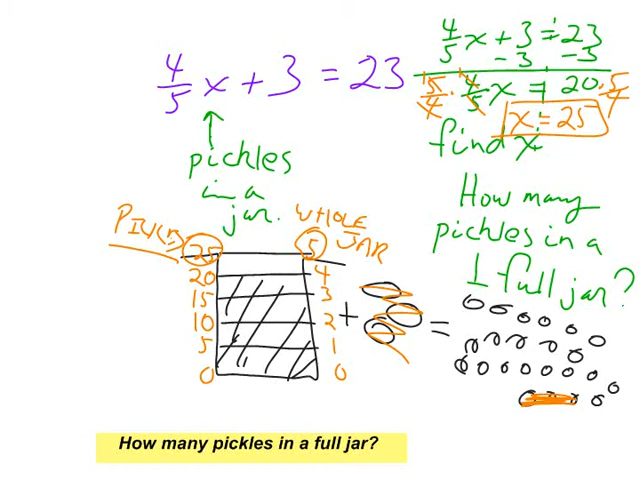 4/5 x + 3 = 23
4/5 x + 3 = 23
- 3 - 3
5/4 · 4/5 x = 20 · 5/4
x = 25
find x
pickles
in a
jar.
How many
pickles in a
1 full jar?
WHOLE
JAR
25 5
20 4
15 3
10 2
5 1
0 0
+ =
How many pickles in a full jar?